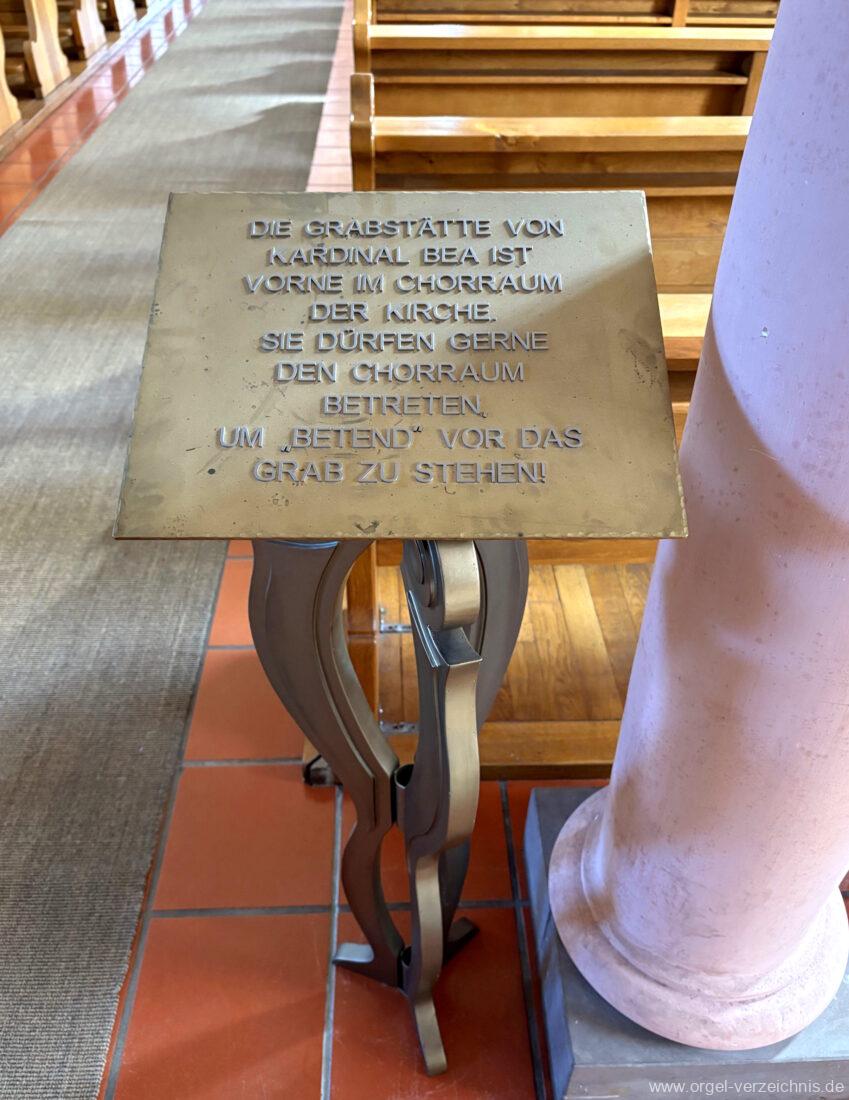 DIE GRABSTÄTTE VON
KARDINAL BEA IST
VORNE IM CHORRAUM
DER KIRCHE.
SIE DÜRFEN GERNE
DEN CHORRAUM
BETRETEN,
UM „BETEND“ VOR DAS
GRAB ZU STEHEN!
www.orgel-verzeichnis.de